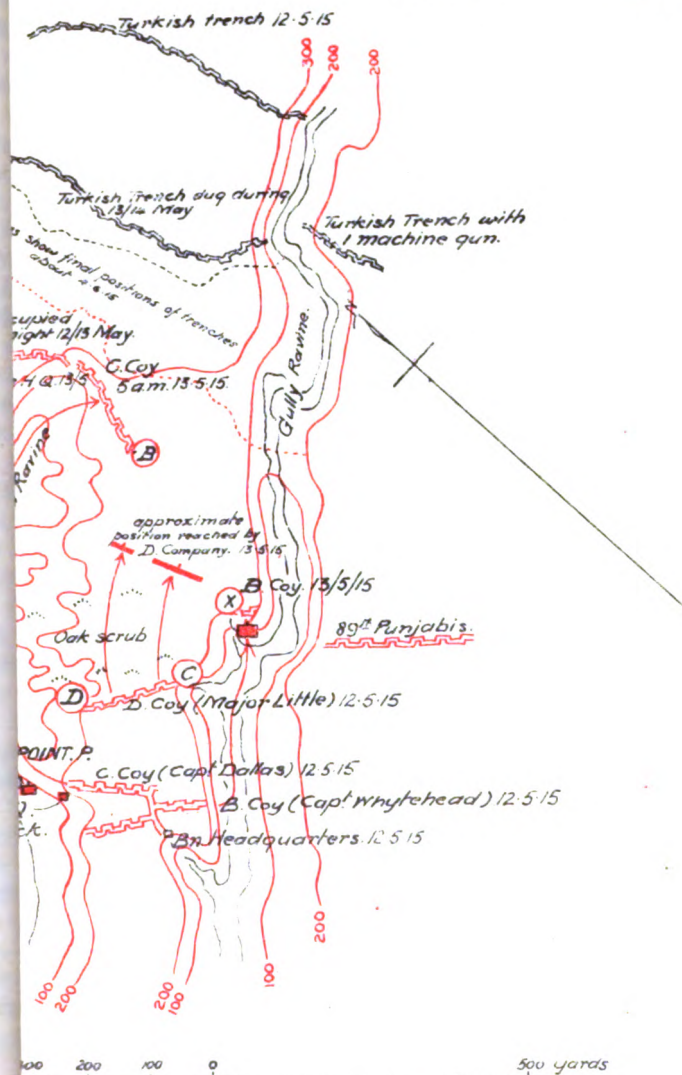 Turkish trench 12·5·15
300
200
200
Turkish Trench dug during
13/14 May
Turkish Trench with
1 machine gun.
show final positions of trenches
about 4·6·15
Gully Ravine.
cupied
night 12/13 May.
C. Coy
H Q. 13/5
5 a.m. 13·5·15.
Ravine
B
approximate
position reached by
D. Company. 13·5·15
X
B. Coy. 13/5/15
Oak scrub
89th Punjabis.
C
D
D. Coy (Major Little) 12·5·15
POINT. P.
C. Coy (Capt Dallas) 12·5·15
B. Coy (Capt Whytehead) 12·5·15
Bn Headquarters. 12·5·15
100
200
200
100
100
200
200
100
0
500 yards